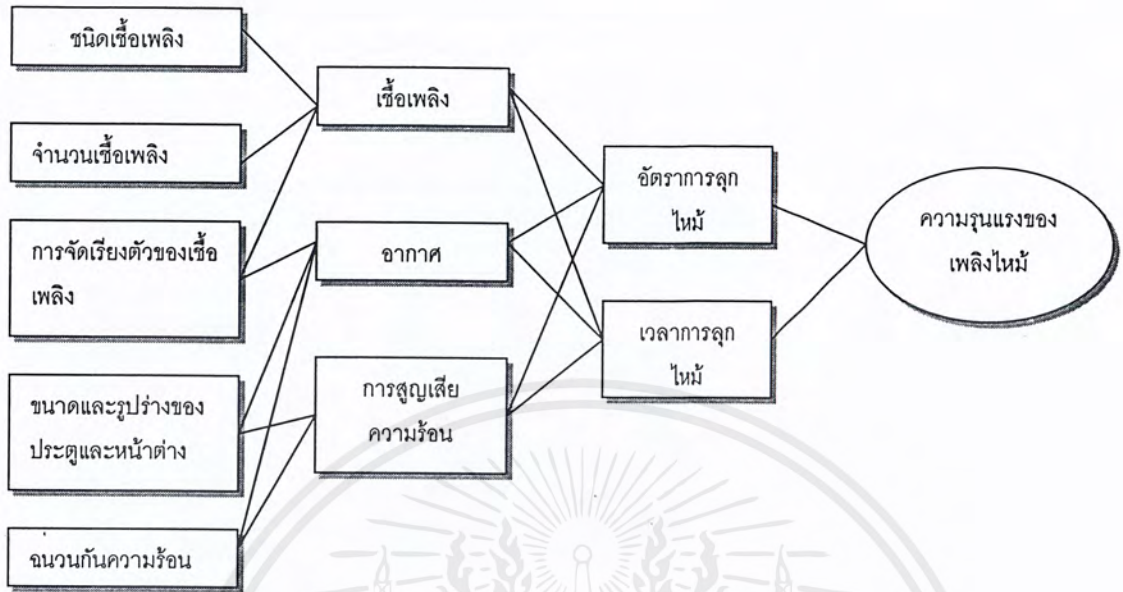 ชนิดเชื้อเพลิง
จำนวนเชื้อเพลิง
การจัดเรียงตัวของเชื้อ
เพลิง
ขนาดและรูปร่างของ
ประตูและหน้าต่าง
ฉนวนกันความร้อน
เชื้อเพลิง
อากาศ
การสูญเสีย
ความร้อน
อัตราการลุก
ไหม้
เวลาการลุก
ไหม้
ความรุนแรงของ
เพลิงไหม้